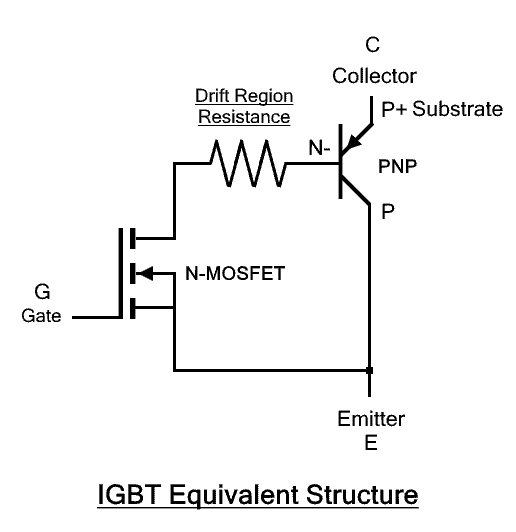 C
Collector
Drift Region
Resistance
P+ Substrate
N-
PNP
P
N-MOSFET
G
Gate
Emitter
E
IGBT Equivalent Structure